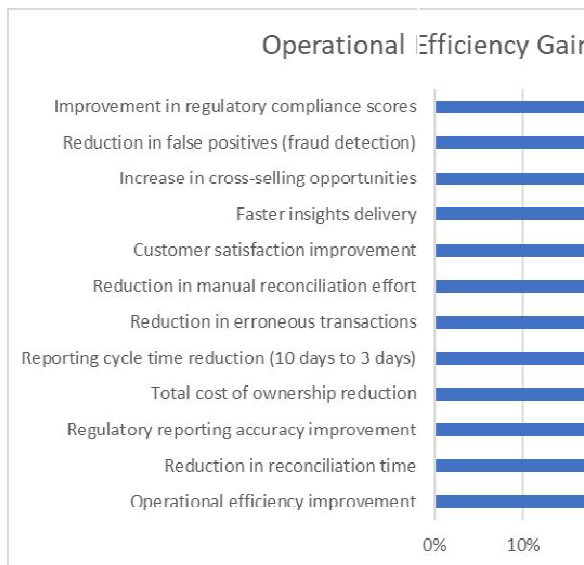 Operational Efficiency Gai
Improvement in regulatory compliance scores
Reduction in false positives (fraud detection)
Increase in cross-selling opportunities
Faster insights delivery
Customer satisfaction improvement
Reduction in manual reconciliation effort
Reduction in erroneous transactions
Reporting cycle time reduction (10 days to 3 days)
Total cost of ownership reduction
Regulatory reporting accuracy improvement
Reduction in reconciliation time
Operational efficiency improvement
0% 10%